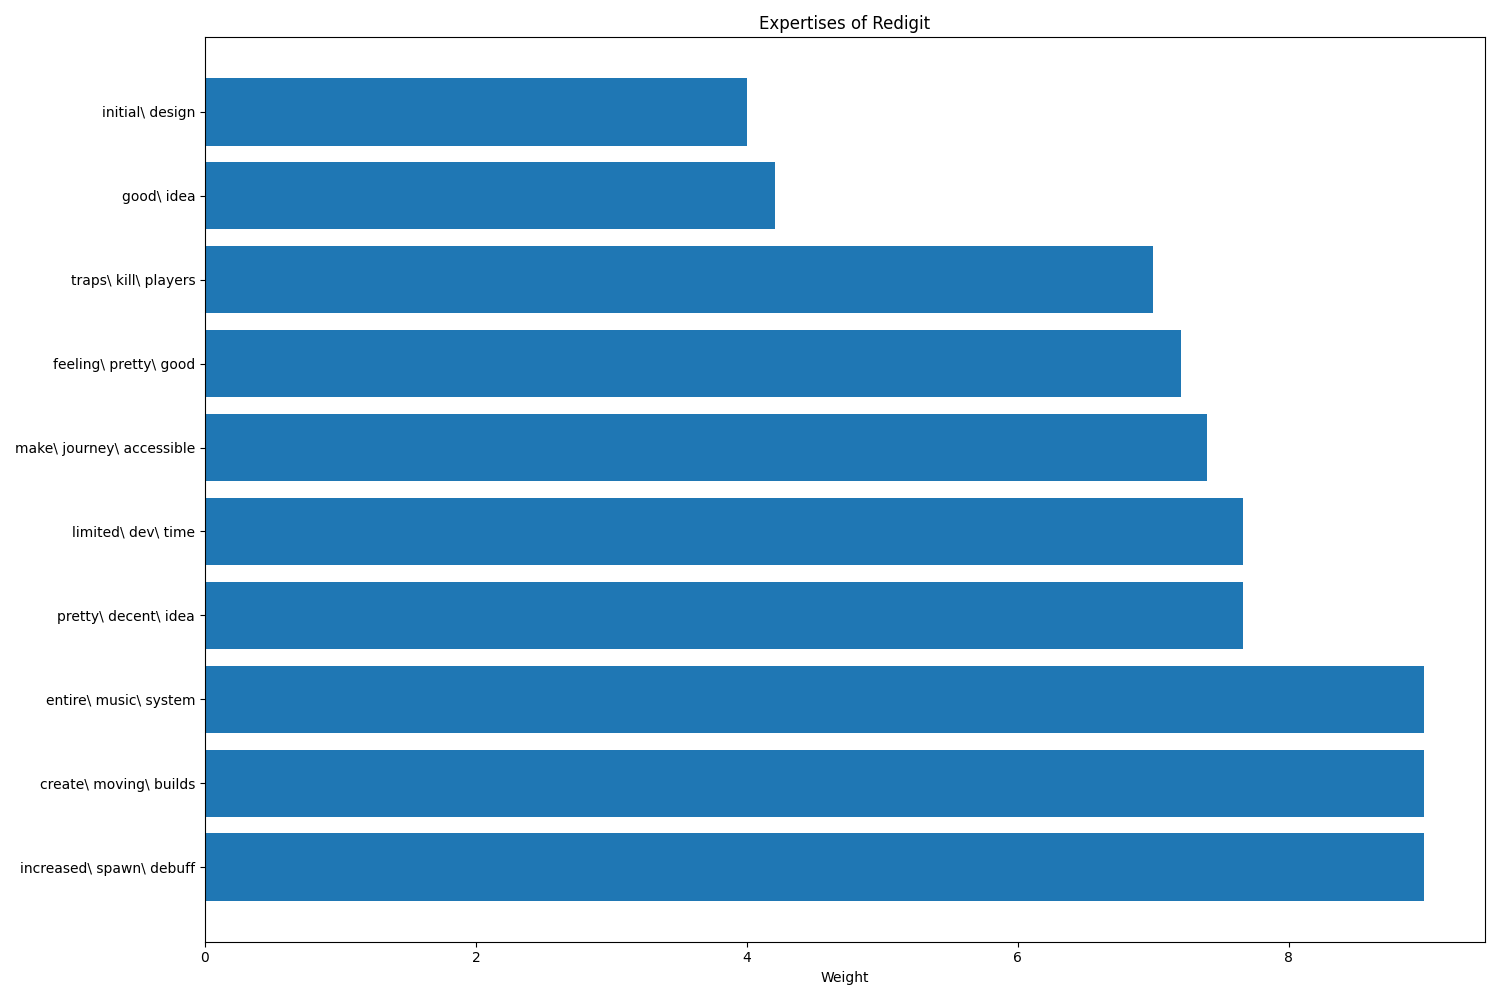 Expertises of Redigit
initial\ design
good\ idea
traps\ kill\ players
feeling\ pretty\ good
make\ journey\ accessible
limited\ dev\ time
pretty\ decent\ idea
entire\ music\ system
create\ moving\ builds
increased\ spawn\ debuff
0 2 4 6 8
Weight